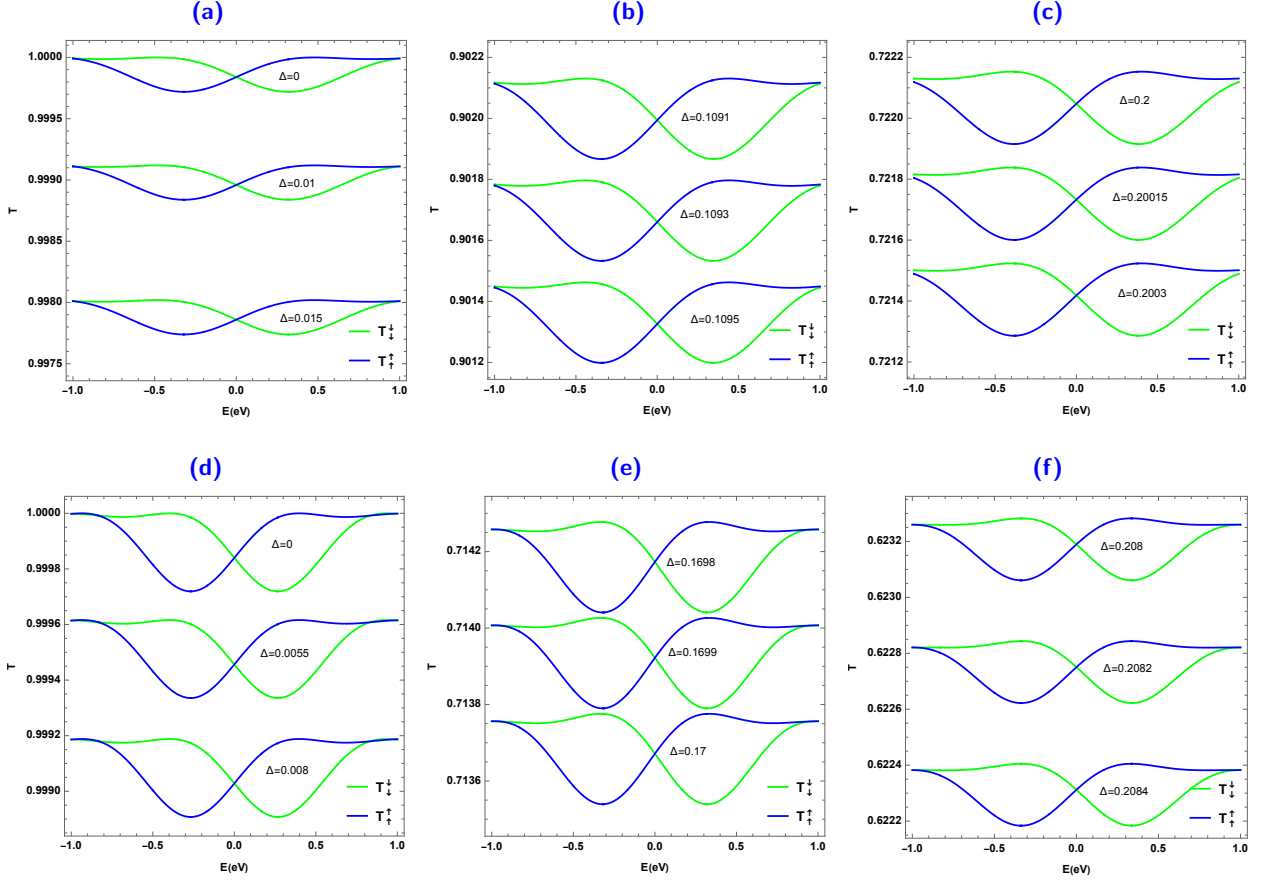 (a)
1.0000
0.9995
0.9990
0.9985
0.9980
0.9975
T
Δ=0
Δ=0.01
Δ=0.015
T↓↓
T↑↑
−1.0 −0.5 0.0 0.5 1.0
E(eV)
(b)
0.9022
0.9020
0.9018
0.9016
0.9014
0.9012
T
Δ=0.1091
Δ=0.1093
Δ=0.1095
T↓↓
T↑↑
−1.0 −0.5 0.0 0.5 1.0
E(eV)
(c)
0.7222
0.7220
0.7218
0.7216
0.7214
0.7212
T
Δ=0.2
Δ=0.20015
Δ=0.2003
T↓↓
T↑↑
−1.0 −0.5 0.0 0.5 1.0
E(eV)
(d)
1.0000
0.9998
0.9996
0.9994
0.9992
0.9990
T
Δ=0
Δ=0.0055
Δ=0.008
T↓↓
T↑↑
−1.0 −0.5 0.0 0.5 1.0
E(eV)
(e)
0.7142
0.7140
0.7138
0.7136
T
Δ=0.1698
Δ=0.1699
Δ=0.17
T↓↓
T↑↑
−1.0 −0.5 0.0 0.5 1.0
E(eV)
(f)
0.6232
0.6230
0.6228
0.6226
0.6224
0.6222
T
Δ=0.208
Δ=0.2082
Δ=0.2084
T↓↓
T↑↑
−1.0 −0.5 0.0 0.5 1.0
E(eV)